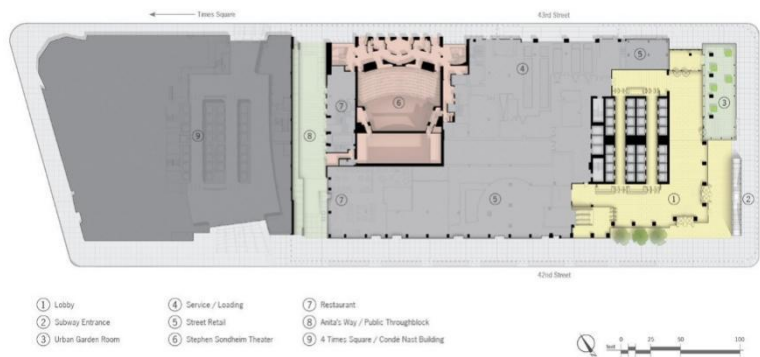 Times Square
43rd Street
5
4
3
7
6
9
8
1
2
7
5
42nd Street
1 Lobby
2 Subway Entrance
3 Urban Garden Room
4 Service / Loading
5 Street Retail
6 Stephen Sondheim Theater
7 Restaurant
8 Anita's Way / Public Throughblock
9 4 Times Square / Conde Nast Building
feet 0 25 50 100